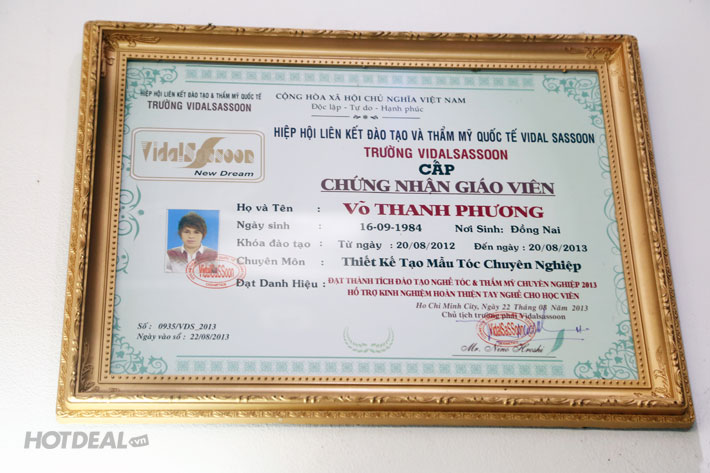 HIỆP HỘI LIÊN KẾT ĐÀO TẠO & THẨM MỸ QUỐC TẾ
TRƯỜNG VIDALSASSOON
CỘNG HÒA XÃ HỘI CHỦ NGHĨA VIỆT NAM
Độc lập - Tự do - Hạnh phúc
VidalSassoon
New Dream
HIỆP HỘI LIÊN KẾT ĐÀO TẠO VÀ THẨM MỸ QUỐC TẾ VIDAL SASSOON
TRƯỜNG VIDALSASSOON
CẤP
CHỨNG NHẬN GIÁO VIÊN
Họ và Tên : VÕ THANH PHƯƠNG
Ngày sinh : 16-09-1984 Nơi Sinh: Đồng Nai
Khóa đào tạo : Từ ngày : 20/08/2012 Đến ngày : 20/08/2013
Chuyên Môn : Thiết Kế Tạo Mẫu Tóc Chuyên Nghiệp
Đạt Danh Hiệu : ĐẠT THÀNH TÍCH ĐÀO TẠO NGHỀ TÓC & THẨM MỸ CHUYÊN NGHIỆP 2013
HỖ TRỢ KINH NGHIỆM HOÀN THIỆN TAY NGHỀ CHO HỌC VIÊN
Ho Chi Minh City, Ngày 22 Tháng 08 Năm 2013
Chủ tịch trường phái Vidalsassoon
VidalSaSSoon
VidalSaSSoon
Số : 0935/VDS_2013
Ngày vào sổ : 22/08/2013
Mr. Nino Hroshi
HOTDEAL.vn